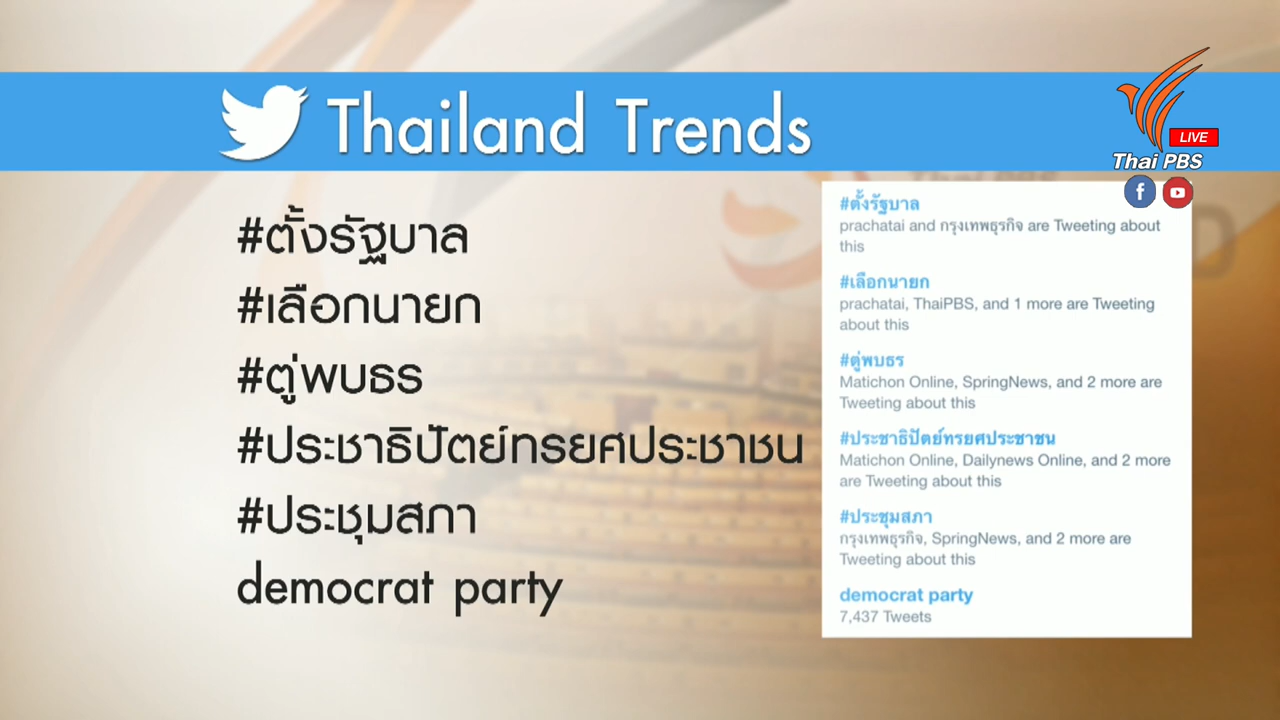 Thailand Trends
LIVE
Thai PBS
#ตั้งรัฐบาล
#เลือกนายก
#ตู่พบธร
#ประชาธิปัตย์ทรยศประชาชน
#ประชุมสภา
democrat party
#ตั้งรัฐบาล
prachatai and กรุงเทพธุรกิจ are Tweeting about
this
#เลือกนายก
prachatai, ThaiPBS, and 1 more are Tweeting
about this
#ตู่พบธร
Matichon Online, SpringNews, and 2 more are
Tweeting about this
#ประชาธิปัตย์ทรยศประชาชน
Matichon Online, Dailynews Online, and 2 more
are Tweeting about this
#ประชุมสภา
กรุงเทพธุรกิจ, SpringNews, and 2 more are
Tweeting about this
democrat party
7,437 Tweets